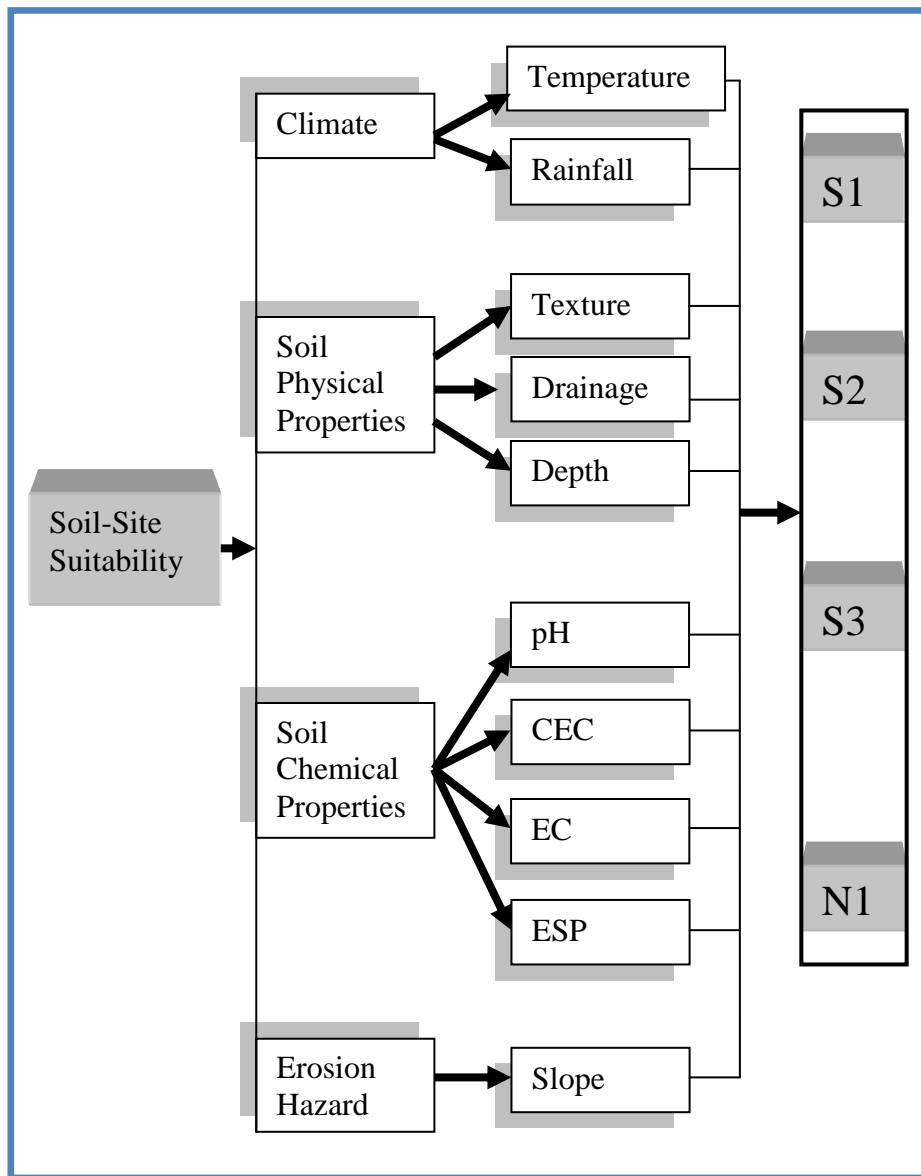 Soil-Site
Suitability
Climate
Soil
Physical
Properties
Soil
Chemical
Properties
Erosion
Hazard
Temperature
Rainfall
Texture
Drainage
Depth
pH
CEC
EC
ESP
Slope
S1
S2
S3
N1